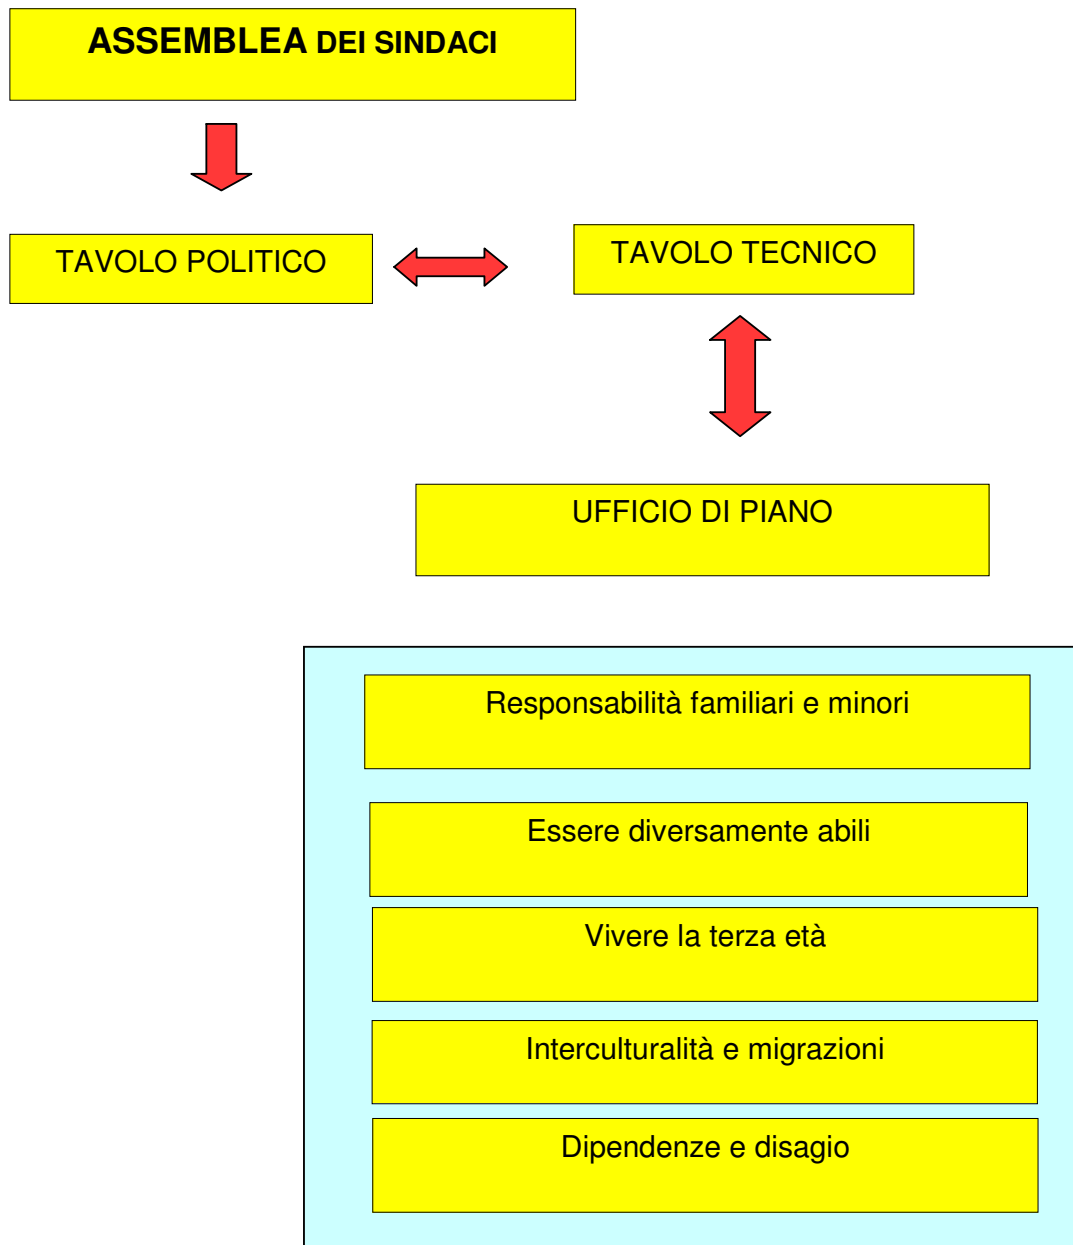 ASSEMBLEA DEI SINDACI
TAVOLO POLITICO
TAVOLO TECNICO
UFFICIO DI PIANO
Responsabilità familiari e minori
Essere diversamente abili
Vivere la terza età
Interculturalità e migrazioni
Dipendenze e disagio